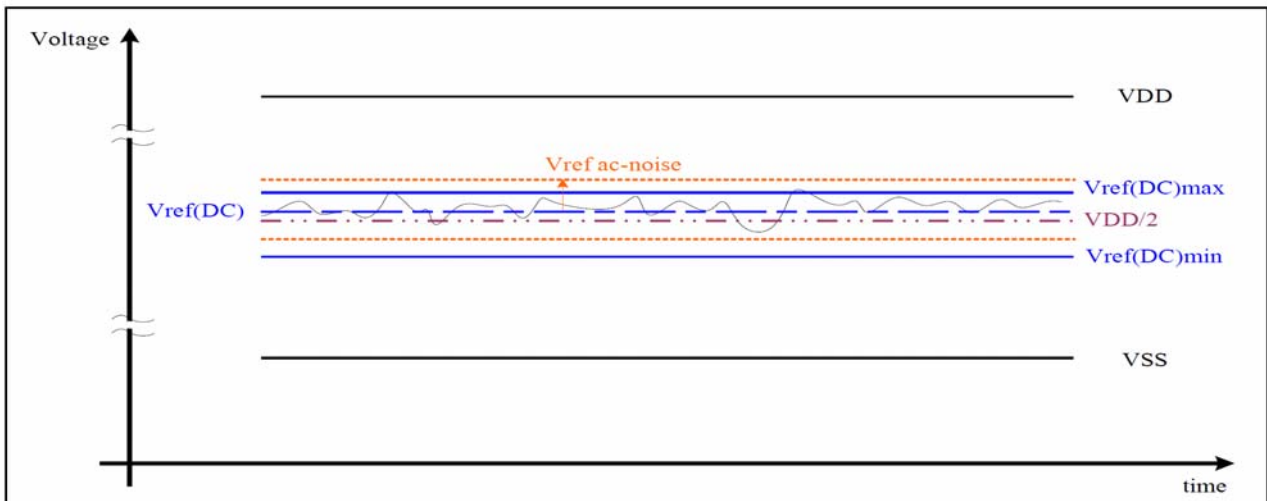 Voltage
VDD
Vref ac-noise
Vref(DC)max
Vref(DC)
VDD/2
Vref(DC)min
VSS
time